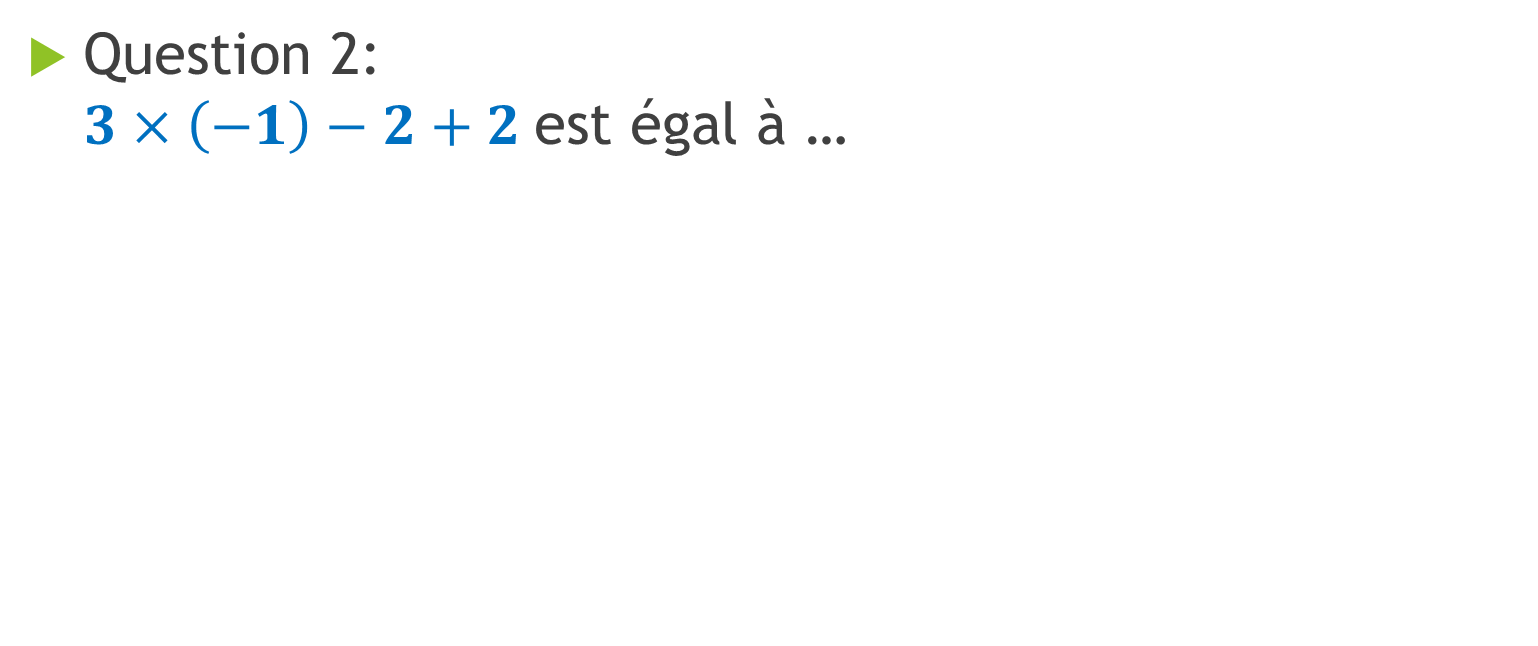 Question 2:
3 × (−1) − 2 + 2 est égal à ...